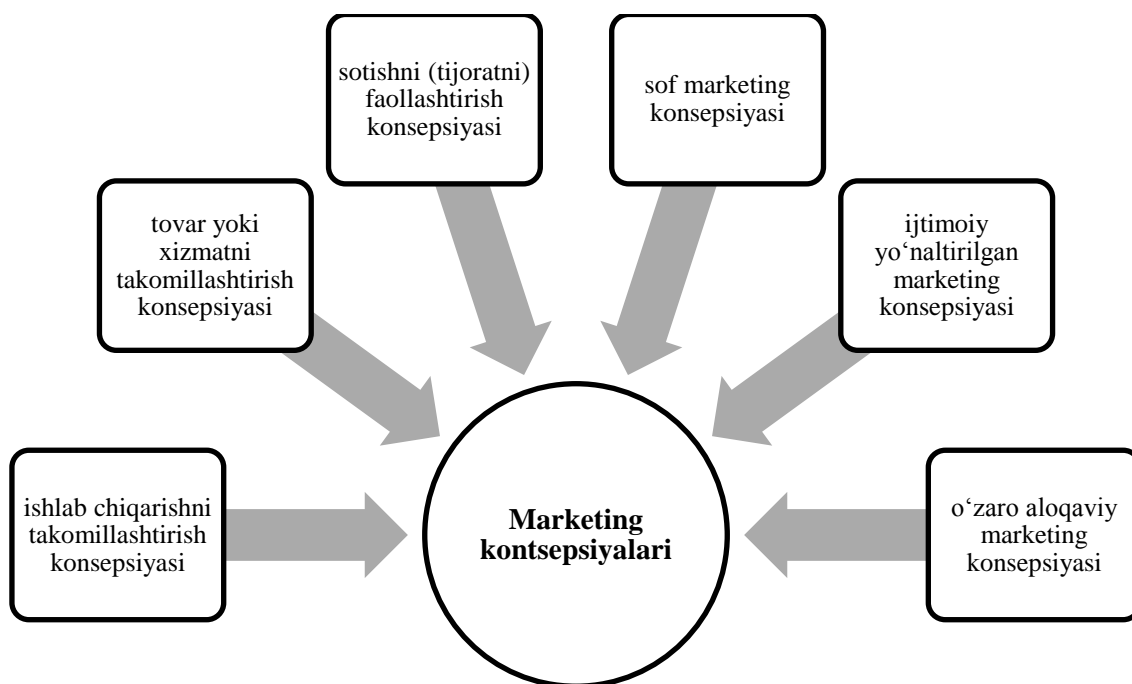 sotishni (tijoratni)
faollashtirish
konsepsiyasi
sof marketing
konsepsiyasi
tovar yoki
xizmatni
takomillashtirish
konsepsiyasi
ijtimoiy
yo‘naltirilgan
marketing
konsepsiyasi
ishlab chiqarishni
takomillashtirish
konsepsiyasi
Marketing
kontsepsiyalari
o‘zaro aloqaviy
marketing
konsepsiyasi